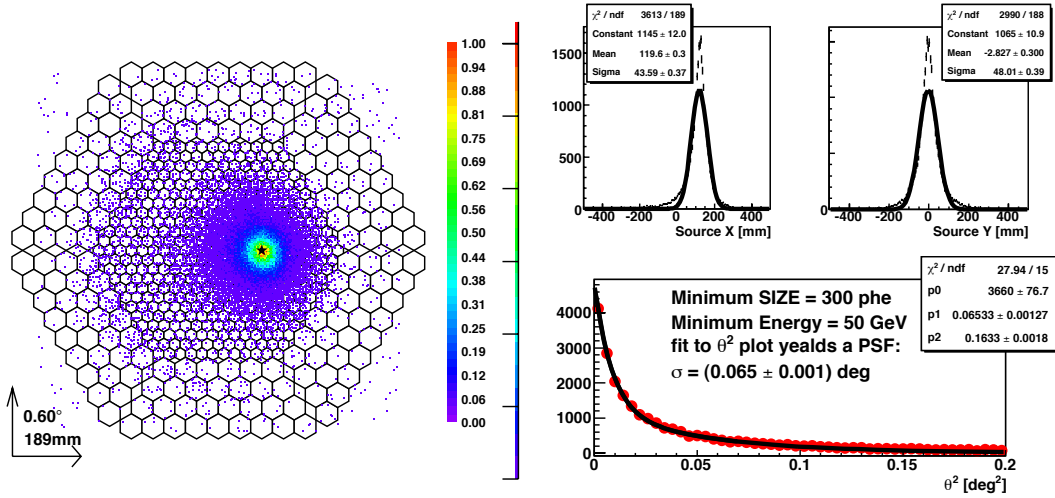 1.00
0.94
0.87
0.81
0.74
0.68
0.62
0.55
0.50
0.44
0.38
0.31
0.25
0.19
0.12
0.06
0.00
0.60°
189mm
χ² / ndf 3613 / 189
Constant 1145 ± 12.0
Mean 119.6 ± 0.3
Sigma 43.59 ± 0.37
1500
1000
500
0
-400 -200 0 200 400
Source X [mm]
χ² / ndf 2990 / 188
Constant 1065 ± 10.9
Mean -2.827 ± 0.300
Sigma 48.01 ± 0.39
-400 -200 0 200 400
Source Y [mm]
χ² / ndf 27.94 / 15
p0 3660 ± 76.7
p1 0.06533 ± 0.00127
p2 0.1633 ± 0.0018
Minimum SIZE = 300 phe
Minimum Energy = 50 GeV
fit to θ² plot yealds a PSF:
σ = (0.065 ± 0.001) deg
4000
3000
2000
1000
0
0 0.05 0.1 0.15 0.2
θ² [deg²]